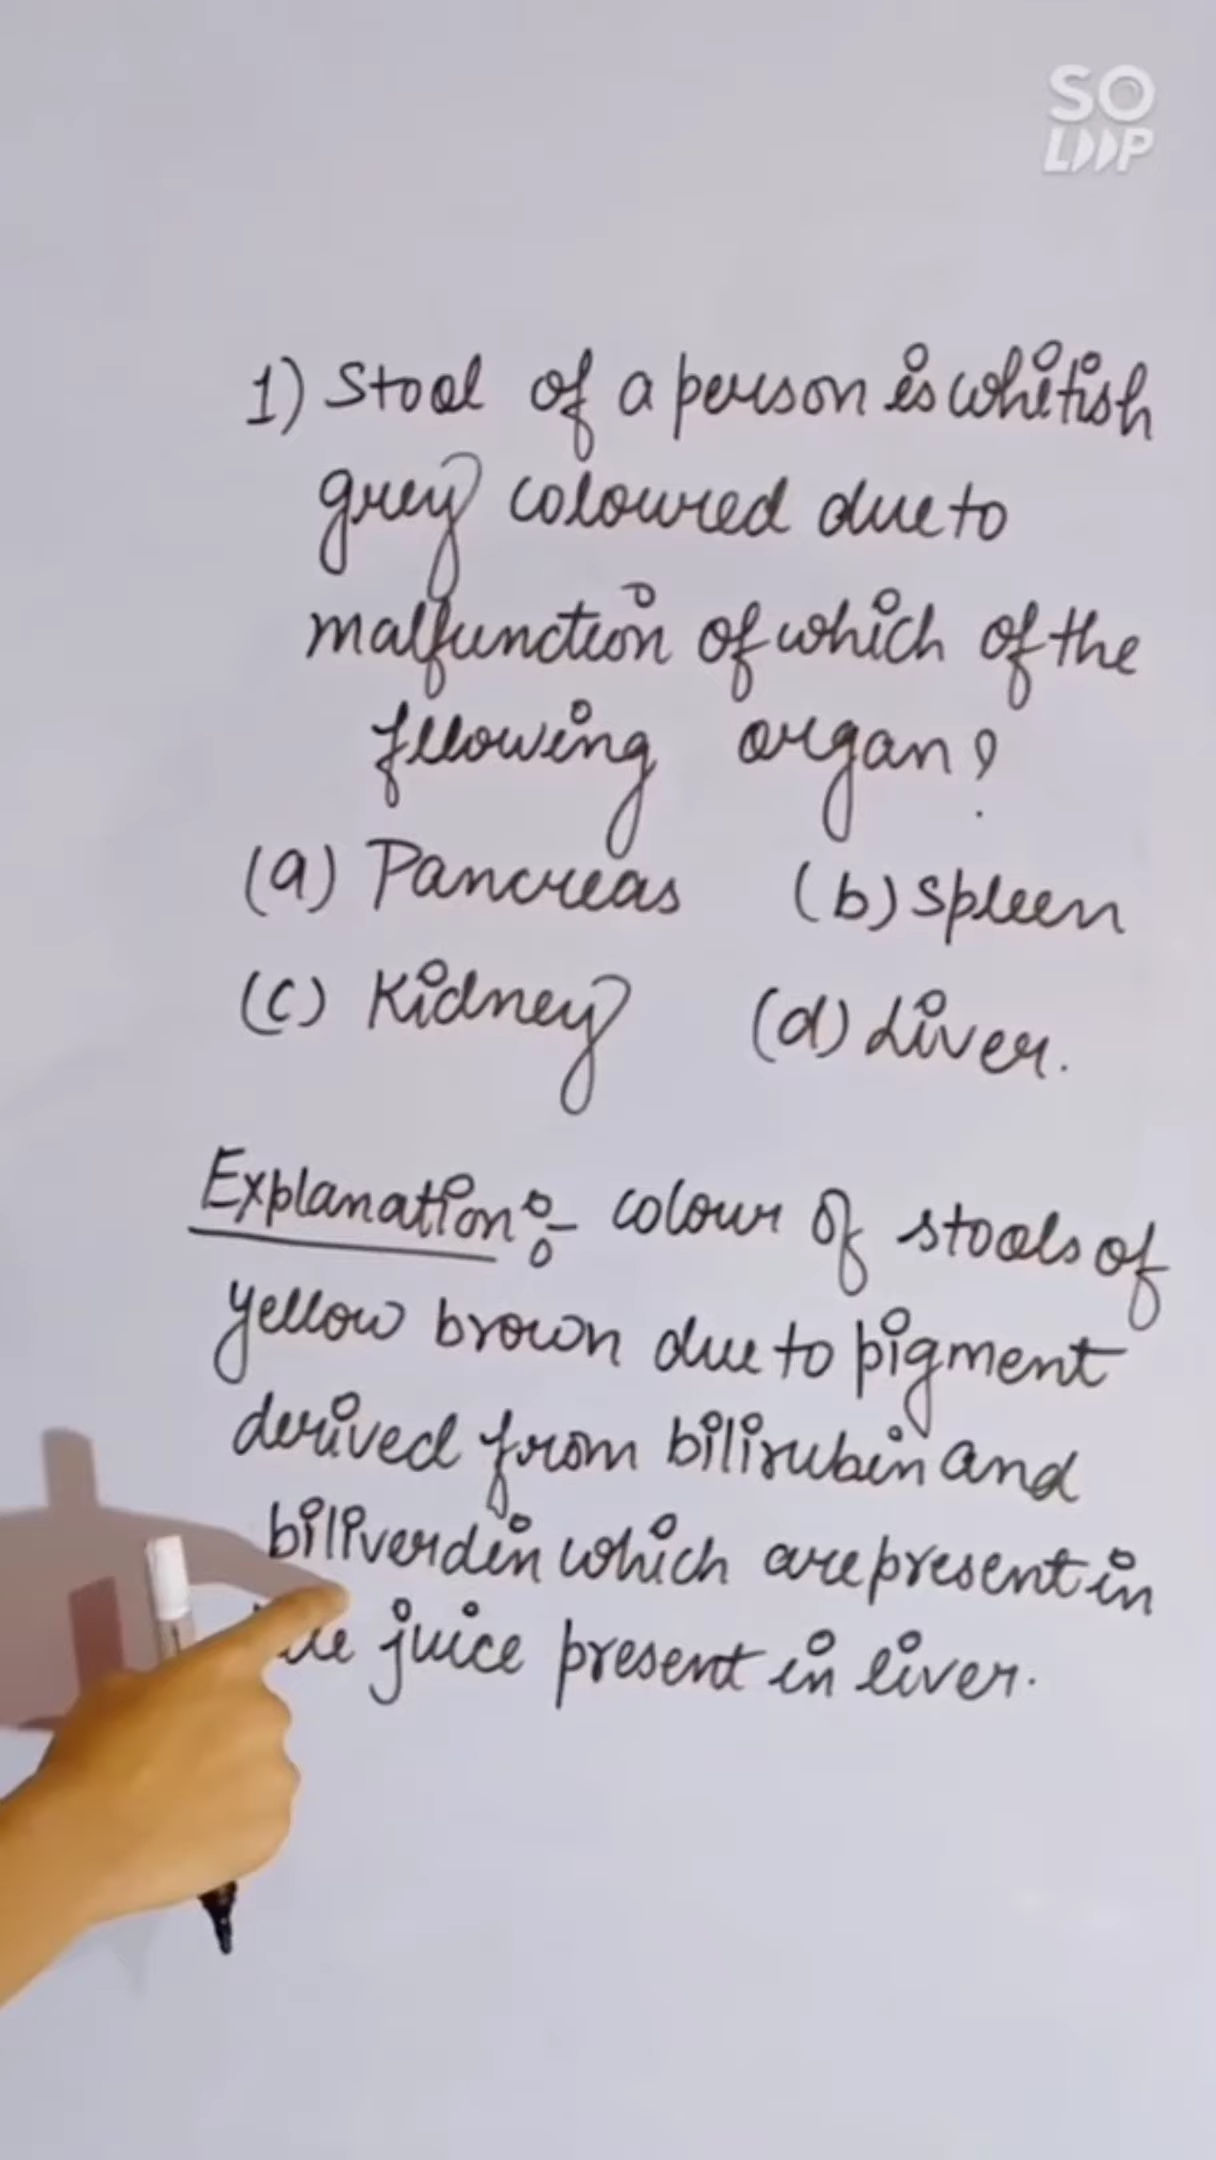 SO
LOOP
1) Stool of a person is whitish
grey coloured due to
malfunction of which of the
fllowing organ?
(a) Pancreas (b) Spleen
(c) Kidney (d) Liver.
Explanation:- colour of stools of
yellow brown due to pigment
derived from bilirubin and
biliverdin which are present in
juice present in liver.